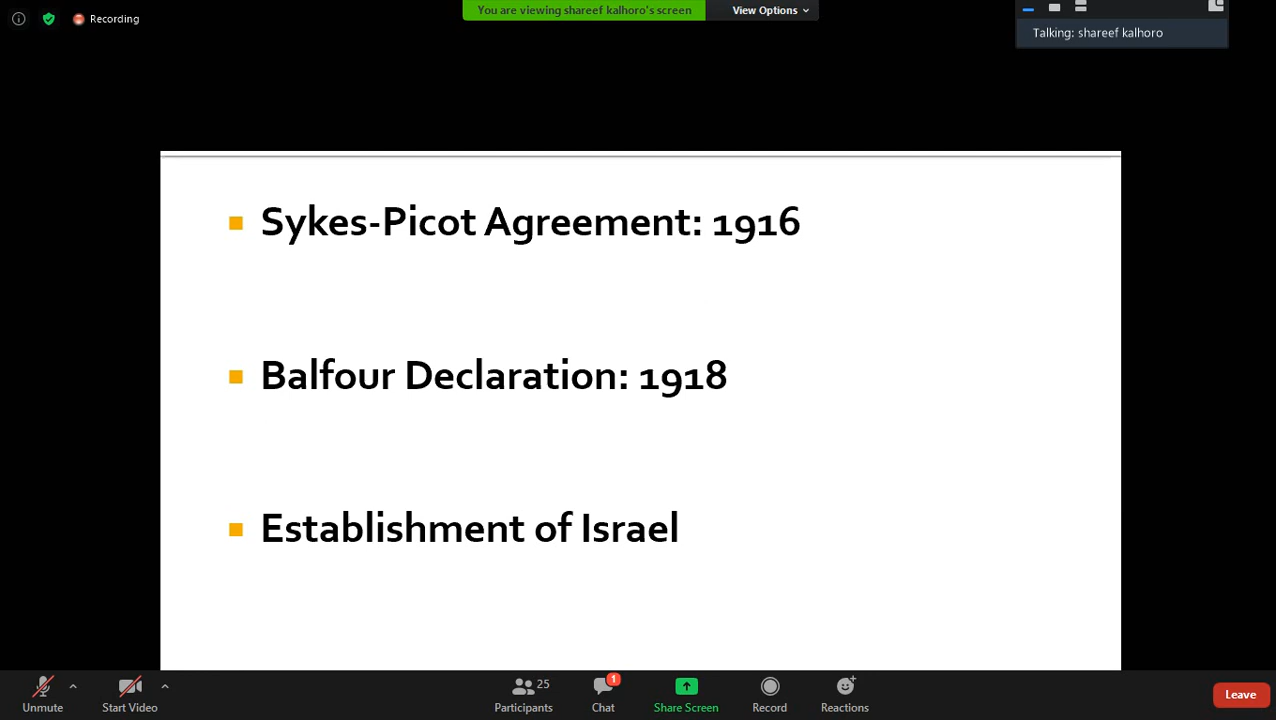 Recording
You are viewing shareef kalhoro's screen
View Options
Talking: shareef kalhoro
Sykes-Picot Agreement: 1916
Balfour Declaration: 1918
Establishment of Israel
Unmute
Start Video
25
Participants
1
Chat
Share Screen
Record
Reactions
Leave